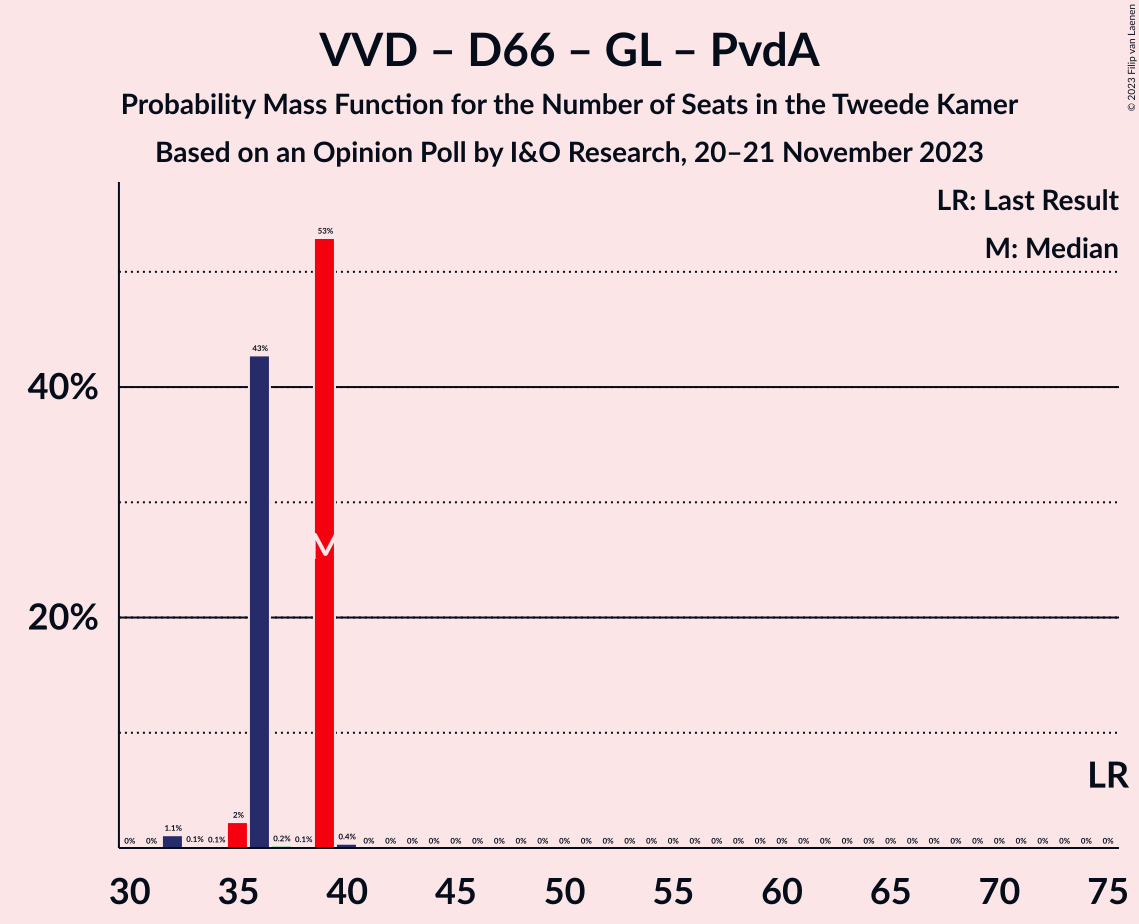 VVD – D66 – GL – PvdA
Probability Mass Function for the Number of Seats in the Tweede Kamer
Based on an Opinion Poll by I&O Research, 20–21 November 2023
© 2023 Filip van Laenen
LR: Last Result
M: Median
53%
43%
40%
M
20%
LR
0% 0% 1.1% 0.1% 0.1% 2% 0.2% 0.1% 0.4% 0% 0% 0% 0% 0% 0% 0% 0% 0% 0% 0% 0% 0% 0% 0% 0% 0% 0% 0% 0% 0% 0% 0% 0% 0% 0% 0% 0% 0% 0% 0% 0% 0% 0% 0%
30 35 40 45 50 55 60 65 70 75